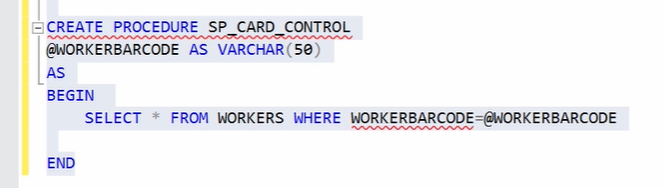 CREATE PROCEDURE SP_CARD_CONTROL
@WORKERBARCODE AS VARCHAR(50)
AS
BEGIN
SELECT * FROM WORKERS WHERE WORKERBARCODE=@WORKERBARCODE
END